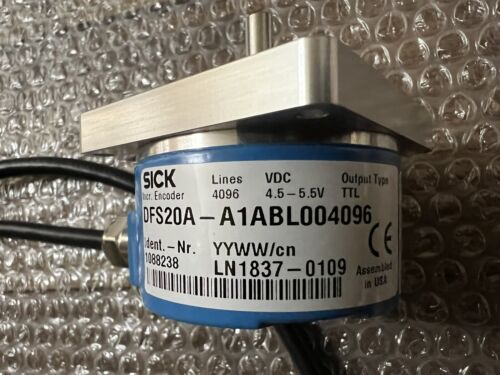 SICK
Incr. Encoder
Lines
4096
VDC
4.5-5.5V
Output Type
TTL
DFS20A-A1ABL004096
Ident.-Nr.
1088238
YYWW/cn
LN1837-0109
CE
Assembled
in USA